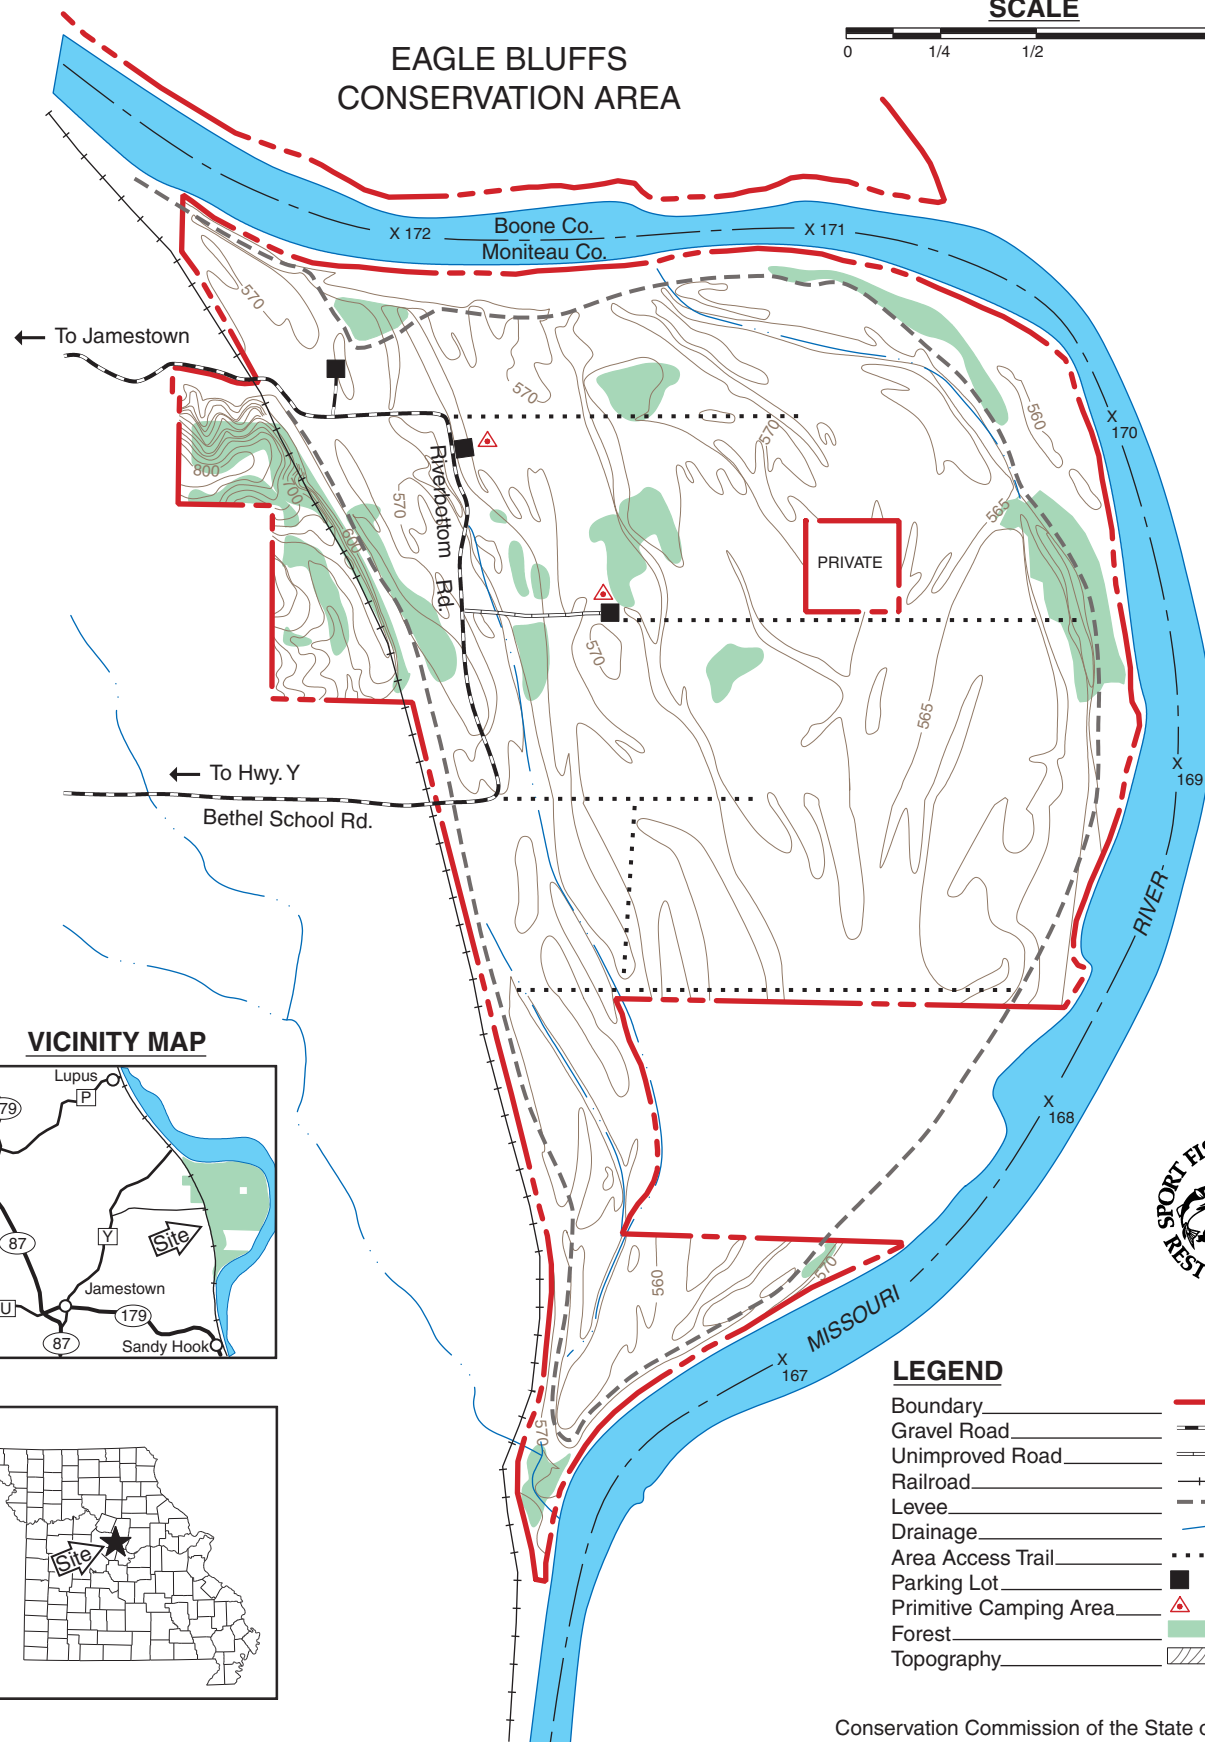 SCALE
0 1/4 1/2
EAGLE BLUFFS
CONSERVATION AREA
X 172
Boone Co.
Moniteau Co.
X 171
570
To Jamestown
570
560
X
170
570
800
700
570
600
Riverbottom Rd.
565
PRIVATE
570
565
To Hwy. Y
Bethel School Rd.
X
169
RIVER
X
168
VICINITY MAP
Lupus
P
79
Y
Site
87
Jamestown
U
179
87
Sandy Hook
560
570
MISSOURI
X
167
570
SPORT FIS
REST
Site
LEGEND
Boundary
Gravel Road
Unimproved Road
Railroad
Levee
Drainage
Area Access Trail
Parking Lot
Primitive Camping Area
Forest
Topography
Conservation Commission of the State o